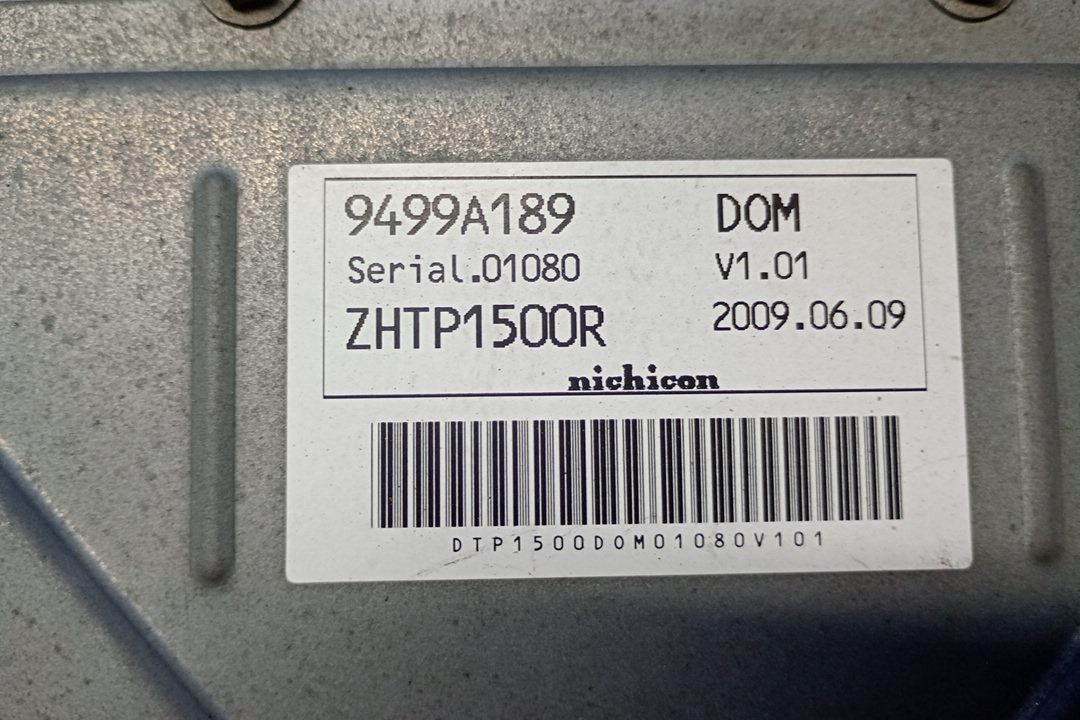 9499A189 DOM
Serial.01080 V1.01
ZHTP1500R 2009.06.09
nichicon
DTP1500DOM01080V101